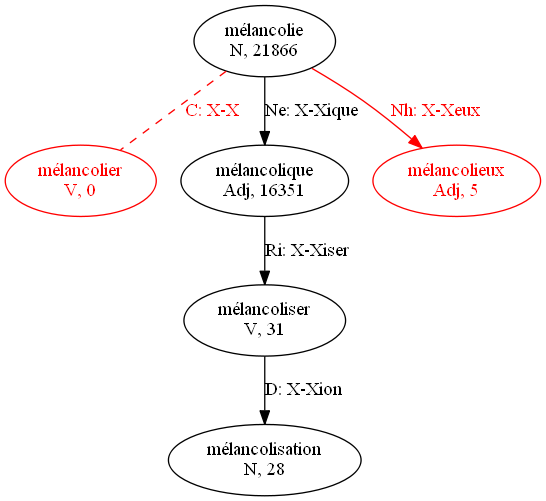 mélancolie
N, 21866
C: X-X
Ne: X-Xique
Nh: X-Xeux
mélancolier
V, 0
mélancolique
Adj, 16351
mélancolieux
Adj, 5
Ri: X-Xiser
mélancoliser
V, 31
D: X-Xion
mélancolisation
N, 28